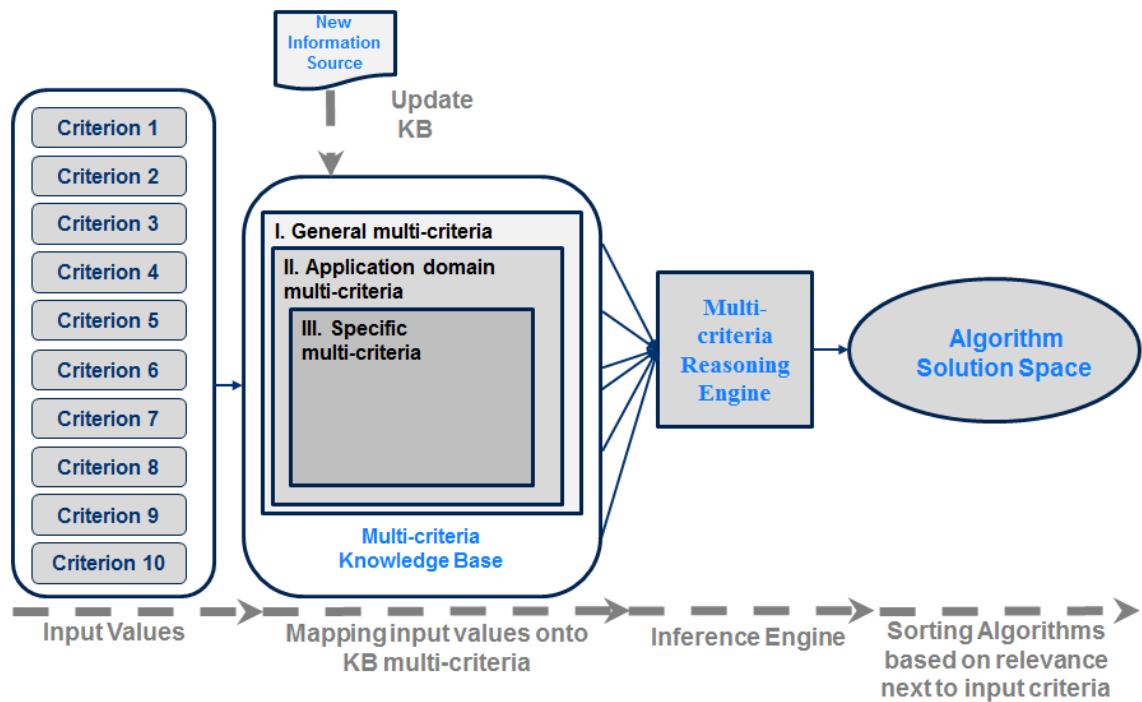 New
Information
Source
Update
KB
Criterion 1
Criterion 2
Criterion 3
Criterion 4
Criterion 5
Criterion 6
Criterion 7
Criterion 8
Criterion 9
Criterion 10
I. General multi-criteria
II. Application domain
multi-criteria
III. Specific
multi-criteria
Multi-criteria
Knowledge Base
Multi-
criteria
Reasoning
Engine
Algorithm
Solution Space
Input Values
Mapping input values onto
KB multi-criteria
Inference Engine
Sorting Algorithms
based on relevance
next to input criteria